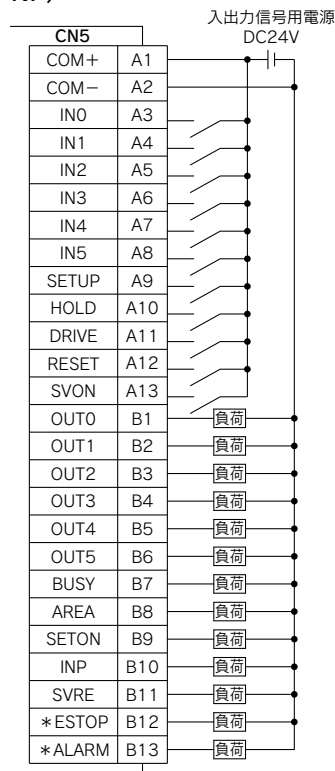 入出力信号用電源
CN5 DC24V
COM+ A1
COM− A2
IN0 A3
IN1 A4
IN2 A5
IN3 A6
IN4 A7
IN5 A8
SETUP A9
HOLD A10
DRIVE A11
RESET A12
SVON A13
OUT0 B1 負荷
OUT1 B2 負荷
OUT2 B3 負荷
OUT3 B4 負荷
OUT4 B5 負荷
OUT5 B6 負荷
BUSY B7 負荷
AREA B8 負荷
SETON B9 負荷
INP B10 負荷
SVRE B11 負荷
*ESTOP B12 負荷
*ALARM B13 負荷